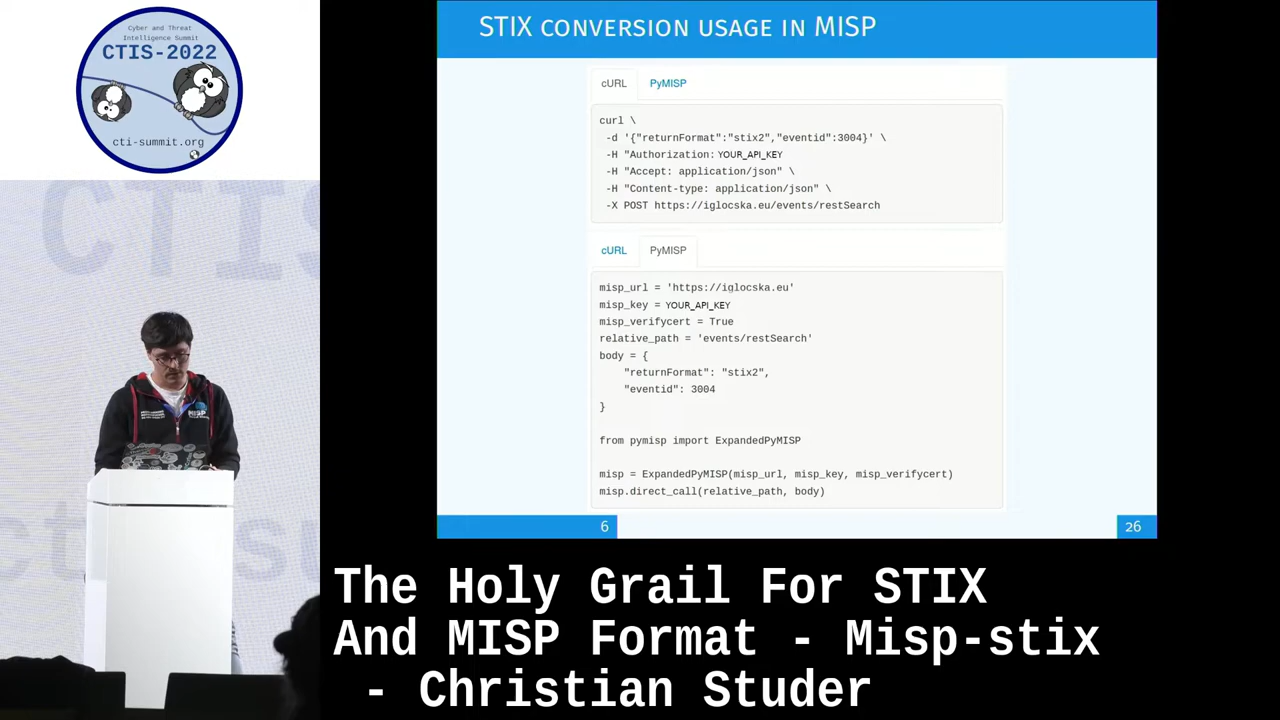 Cyber and Threat
Intelligence Summit
CTIS-2022
cti-summit.org
CTIS
MISP
STIX CONVERSION USAGE IN MISP
cURL PyMISP
curl \
-d '{"returnFormat":"stix2","eventid":3004}' \
-H "Authorization: YOUR_API_KEY
-H "Accept: application/json" \
-H "Content-type: application/json" \
-X POST https://iglocska.eu/events/restSearch
cURL PyMISP
misp_url = 'https://iglocska.eu'
misp_key = YOUR_API_KEY
misp_verifycert = True
relative_path = 'events/restSearch'
body = {
"returnFormat": "stix2",
"eventid": 3004
}
from pymisp import ExpandedPyMISP
misp = ExpandedPyMISP(misp_url, misp_key, misp_verifycert)
misp.direct_call(relative_path, body)
6 26
The Holy Grail For STIX
And MISP Format - Misp-stix
- Christian Studer